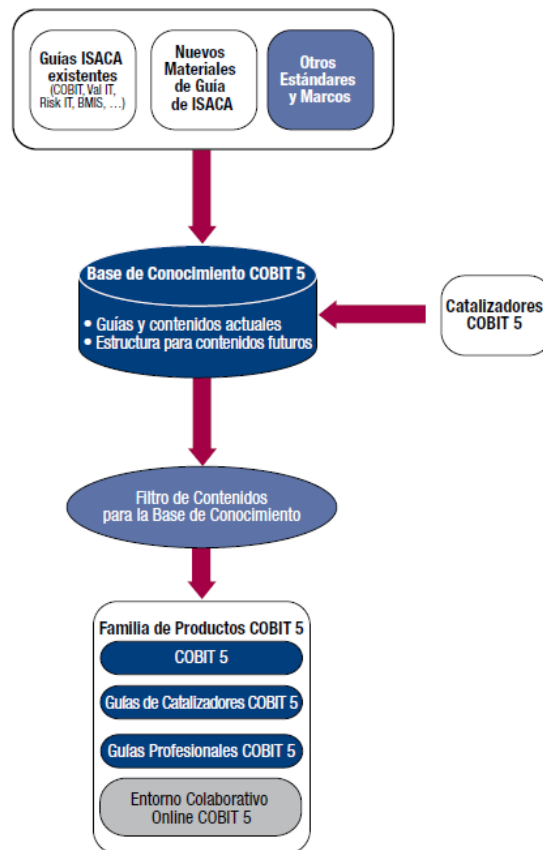 Guías ISACA
existentes
(COBIT, Val IT,
Risk IT, BMIS, …)
Nuevos
Materiales
de Guía
de ISACA
Otros
Estándares
y Marcos
Base de Conocimiento COBIT 5
• Guías y contenidos actuales
• Estructura para contenidos futuros
Catalizadores
COBIT 5
Filtro de Contenidos
para la Base de Conocimiento
Familia de Productos COBIT 5
COBIT 5
Guías de Catalizadores COBIT 5
Guías Profesionales COBIT 5
Entorno Colaborativo
Online COBIT 5